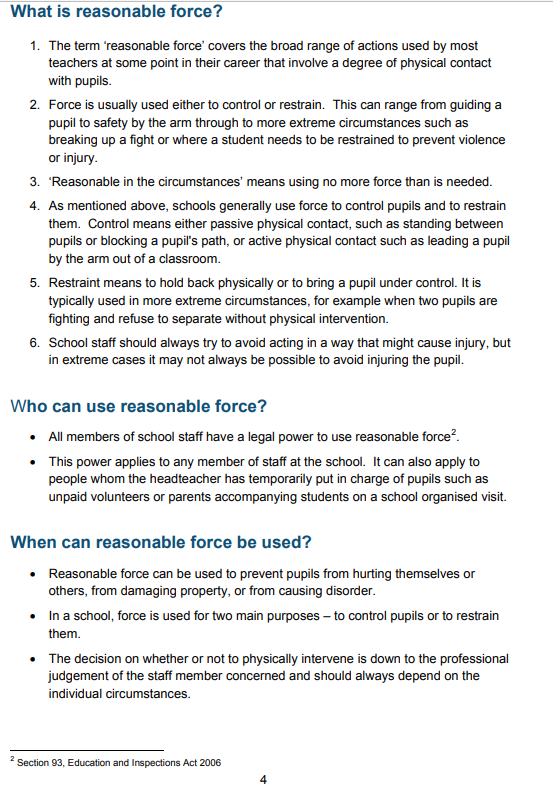 What is reasonable force?
1. The term ‘reasonable force’ covers the broad range of actions used by most
teachers at some point in their career that involve a degree of physical contact
with pupils.
2. Force is usually used either to control or restrain. This can range from guiding a
pupil to safety by the arm through to more extreme circumstances such as
breaking up a fight or where a student needs to be restrained to prevent violence
or injury.
3. ‘Reasonable in the circumstances’ means using no more force than is needed.
4. As mentioned above, schools generally use force to control pupils and to restrain
them. Control means either passive physical contact, such as standing between
pupils or blocking a pupil's path, or active physical contact such as leading a pupil
by the arm out of a classroom.
5. Restraint means to hold back physically or to bring a pupil under control. It is
typically used in more extreme circumstances, for example when two pupils are
fighting and refuse to separate without physical intervention.
6. School staff should always try to avoid acting in a way that might cause injury, but
in extreme cases it may not always be possible to avoid injuring the pupil.
Who can use reasonable force?
• All members of school staff have a legal power to use reasonable force².
• This power applies to any member of staff at the school. It can also apply to
people whom the headteacher has temporarily put in charge of pupils such as
unpaid volunteers or parents accompanying students on a school organised visit.
When can reasonable force be used?
• Reasonable force can be used to prevent pupils from hurting themselves or
others, from damaging property, or from causing disorder.
• In a school, force is used for two main purposes – to control pupils or to restrain
them.
• The decision on whether or not to physically intervene is down to the professional
judgement of the staff member concerned and should always depend on the
individual circumstances.
² Section 93, Education and Inspections Act 2006
4